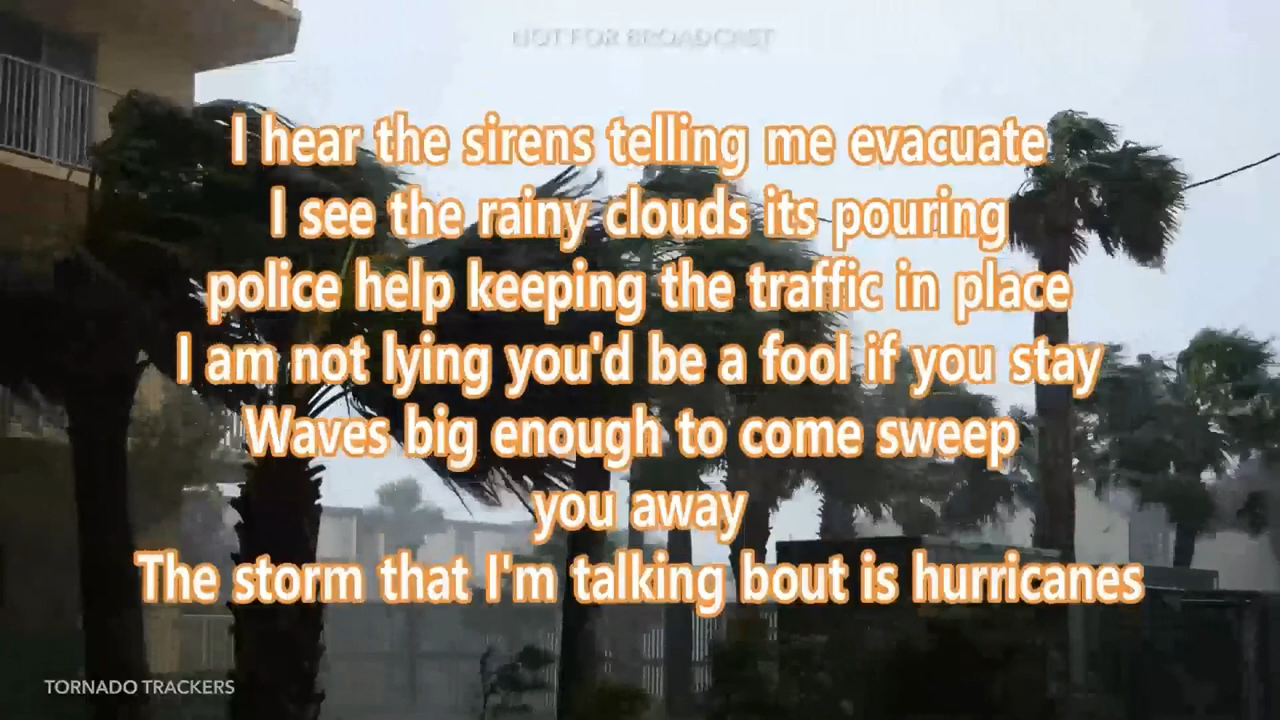 NOT FOR BROADCAST
I hear the sirens telling me evacuate
I see the rainy clouds its pouring
police help keeping the traffic in place
I am not lying you'd be a fool if you stay
Waves big enough to come sweep
you away
The storm that I'm talking bout is hurricanes
TORNADO TRACKERS